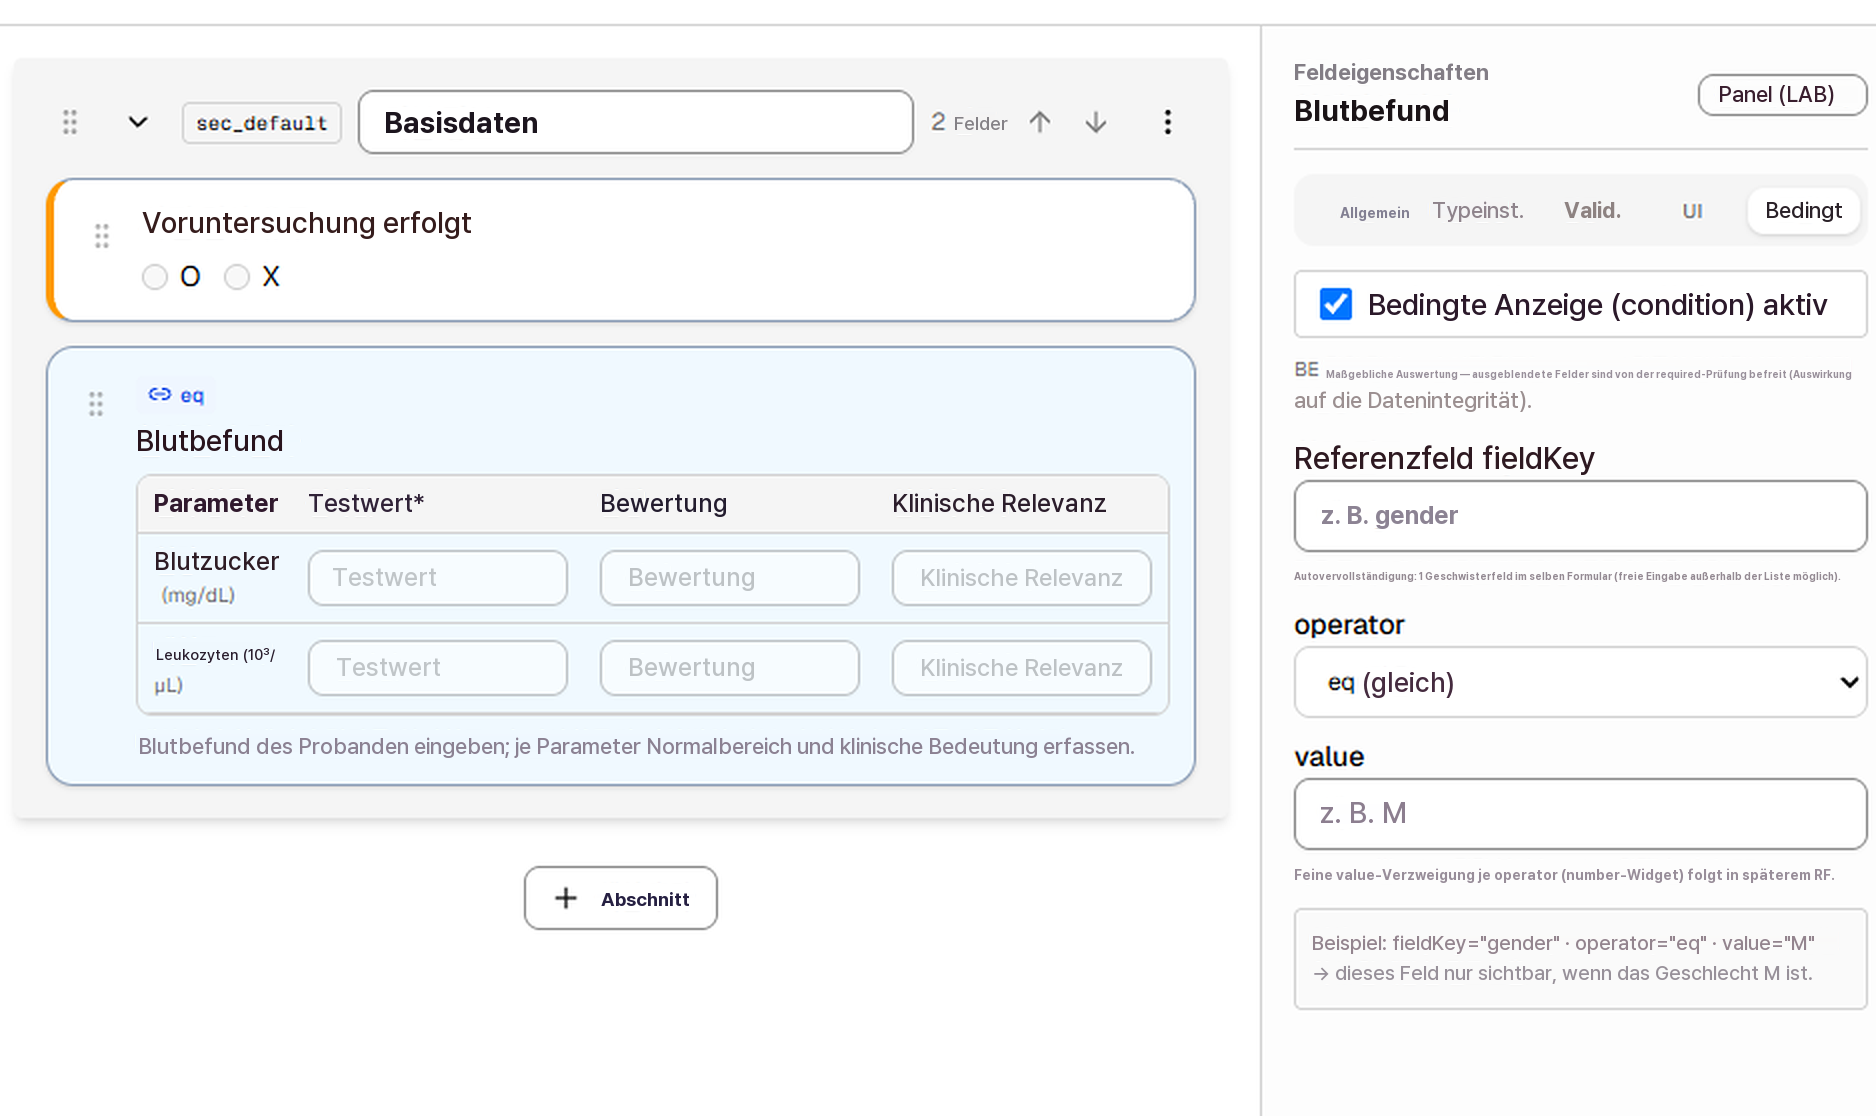 sec_default
Basisdaten
2 Felder
Voruntersuchung erfolgt
O X
eq
Blutbefund
Parameter Testwert* Bewertung Klinische Relevanz
Blutzucker
(mg/dL)
Testwert Bewertung Klinische Relevanz
Leukozyten (10³/
µL)
Testwert Bewertung Klinische Relevanz
Blutbefund des Probanden eingeben; je Parameter Normalbereich und klinische Bedeutung erfassen.
Abschnitt
Feldeigenschaften
Blutbefund
Panel (LAB)
Allgemein Typeinst. Valid. UI Bedingt
Bedingte Anzeige (condition) aktiv
BE Maßgebliche Auswertung — ausgeblendete Felder sind von der required-Prüfung befreit (Auswirkung
auf die Datenintegrität).
Referenzfeld fieldKey
z. B. gender
Autovervollständigung: 1 Geschwisterfeld im selben Formular (freie Eingabe außerhalb der Liste möglich).
operator
eq (gleich)
value
z. B. M
Feine value-Verzweigung je operator (number-Widget) folgt in späterem RF.
Beispiel: fieldKey="gender" · operator="eq" · value="M"
→ dieses Feld nur sichtbar, wenn das Geschlecht M ist.